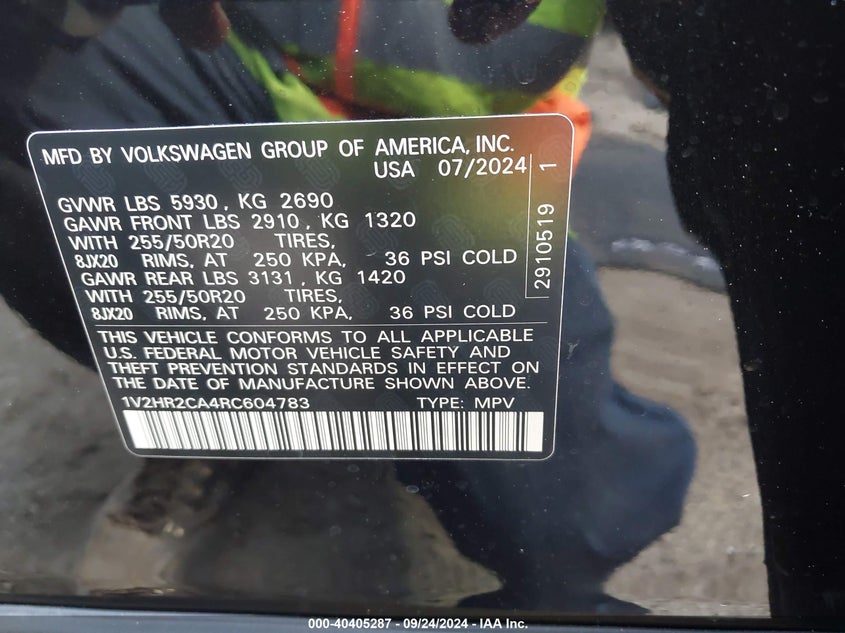 MFD BY VOLKSWAGEN GROUP OF AMERICA, INC.
USA 07/2024
GVWR LBS 5930 , KG 2690
GAWR FRONT LBS 2910 , KG 1320
WITH 255/50R20 TIRES,
8JX20 RIMS, AT 250 KPA, 36 PSI COLD
GAWR REAR LBS 3131 , KG 1420
WITH 255/50R20 TIRES,
8JX20 RIMS, AT 250 KPA, 36 PSI COLD
2910519 1
THIS VEHICLE CONFORMS TO ALL APPLICABLE
U.S. FEDERAL MOTOR VEHICLE SAFETY AND
THEFT PREVENTION STANDARDS IN EFFECT ON
THE DATE OF MANUFACTURE SHOWN ABOVE.
1V2HR2CA4RC604783 TYPE: MPV
000-40405287 - 09/24/2024 - IAA Inc.